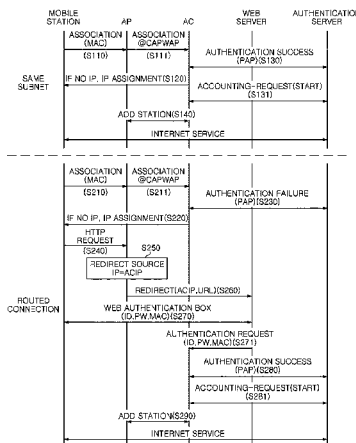 MOBILE STATION
AP
AC
WEB SERVER
AUTHENTICATION SERVER
SAME SUBNET
ASSOCIATION (MAC)
(S110)
ASSOCIATION @CAPWAP
(S111)
AUTHENTICATION SUCCESS
(PAP)(S130)
IF NO IP, IP ASSIGNMENT(S120)
ACCOUNTING-REQUEST(START)
(S131)
ADD STATION(S140)
INTERNET SERVICE
ROUTED CONNECTION
ASSOCIATION (MAC)
(S210)
ASSOCIATION @CAPWAP
(S211)
AUTHENTICATION FAILURE
(PAP)(S230)
IF NO IP, IP ASSIGNMENT(S220)
HTTP REQUEST
(S240)
S250
REDIRECT SOURCE
IP=ACIP
REDIRECT(ACIP,URL)(S260)
WEB AUTHENTICATION BOX
(ID,PW,MAC)(S270)
AUTHENTICATION REQUEST
(ID,PW,MAC)(S271)
AUTHENTICATION SUCCESS
(PAP)(S280)
ACCOUNTING-REQUEST(START)
(S281)
ADD STATION(S290)
INTERNET SERVICE